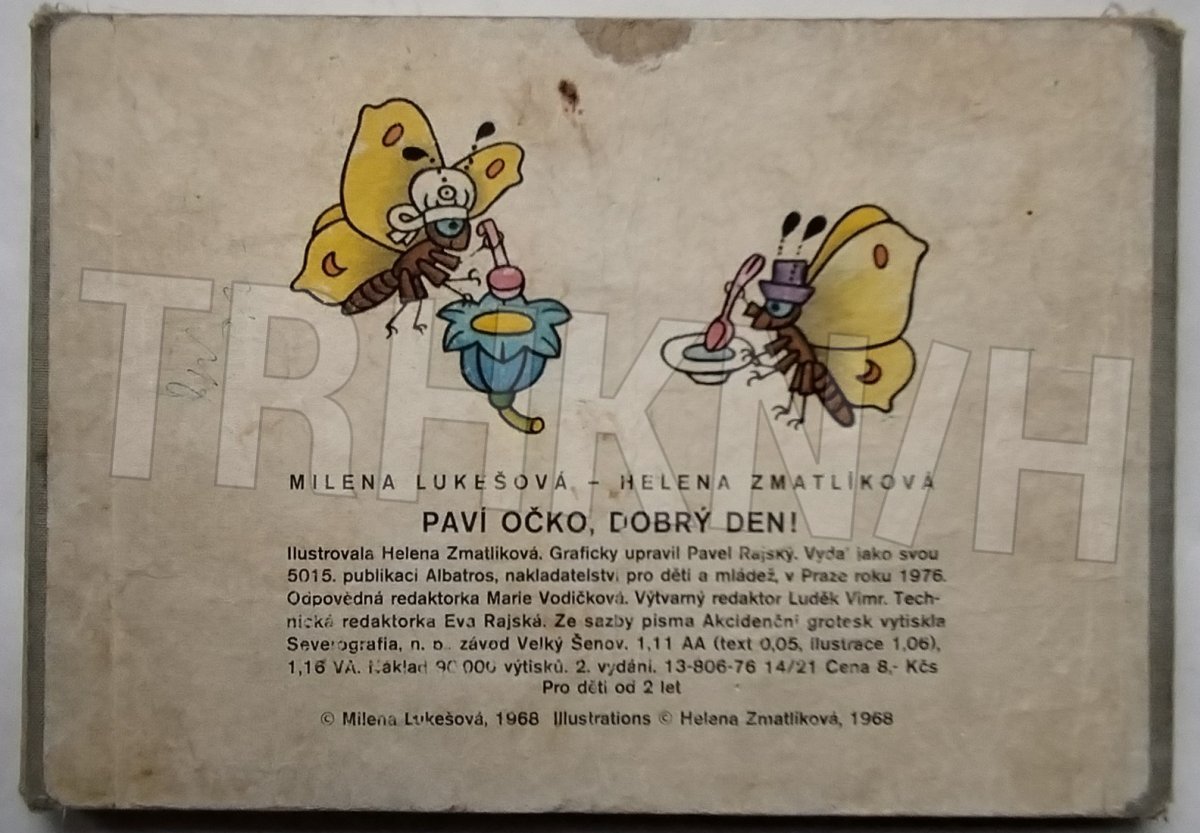 TRHKNIH
MILENA LUKEŠOVÁ - HELENA ZMATLÍKOVÁ
PAVÍ OČKO, DOBRÝ DEN!
Ilustrovala Helena Zmatlíková. Graficky upravil Pavel Rajský. Vydal jako svou
5015. publikaci Albatros, nakladatelství pro děti a mládež, v Praze roku 1976.
Odpovědná redaktorka Marie Vodičková. Výtvarný redaktor Luděk Vimr. Tech-
nická redaktorka Eva Rajská. Ze sazby písma Akcidenční grotesk vytiskla
Severografia, n. p., závod Velký Šenov. 1,11 AA (text 0,05, ilustrace 1,06),
1,16 VA. Náklad 90 000 výtisků. 2. vydání. 13-806-76 14/21 Cena 8,- Kčs
Pro děti od 2 let
© Milena Lukešová, 1968 Illustrations © Helena Zmatlíková, 1968